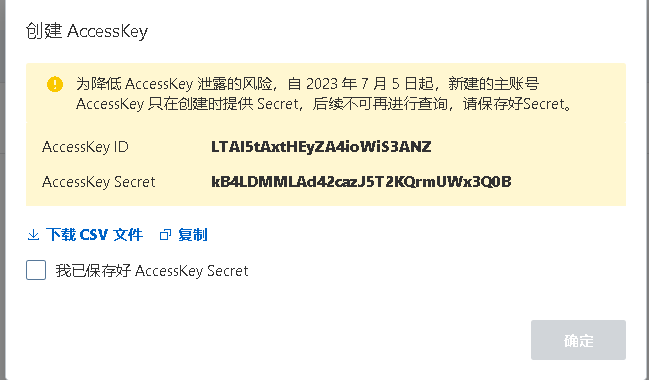 创建 AccessKey
为降低 AccessKey 泄露的风险，自 2023 年 7 月 5 日起，新建的主账号
AccessKey 只在创建时提供 Secret，后续不可再进行查询，请保存好Secret。
AccessKey ID LTAI5tAxtHEyZA4ioWiS3ANZ
AccessKey Secret kB4LDMMLAd42cazJ5T2KQrmUWx3Q0B
下载 CSV 文件 复制
我已保存好 AccessKey Secret
确定